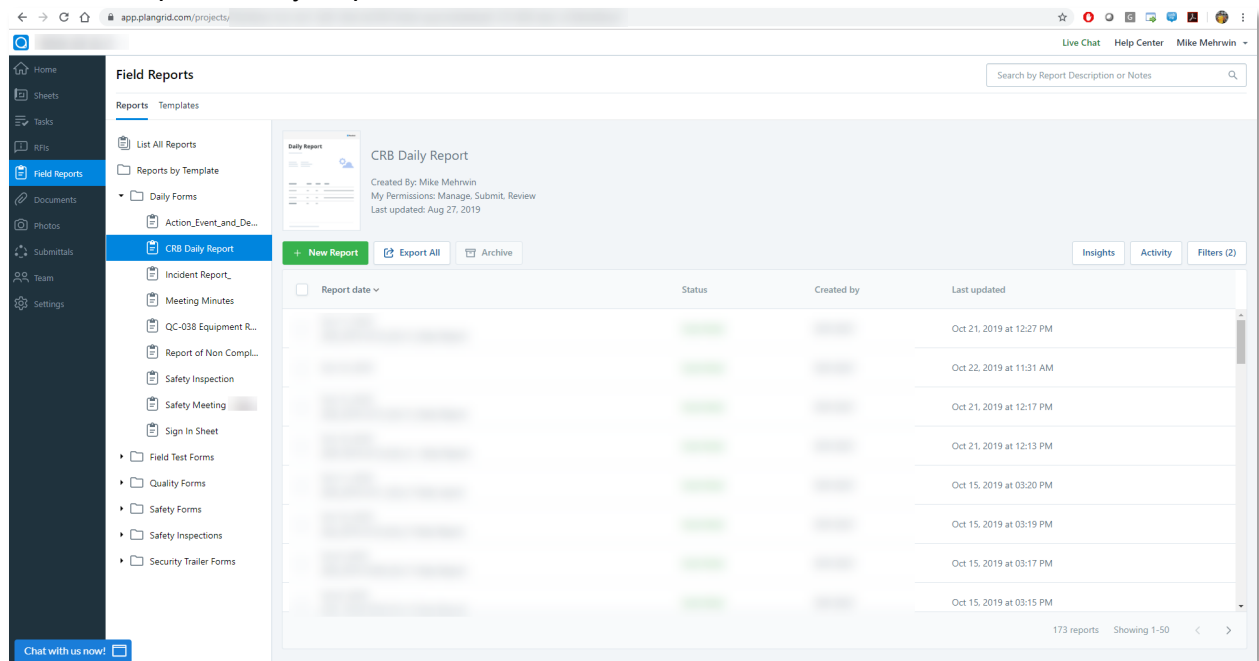 app.plangrid.com/projects/
Live Chat Help Center Mike Mehrwin
Home
Sheets
Tasks
RFIs
Field Reports
Documents
Photos
Submittals
Team
Settings
Field Reports
Search by Report Description or Notes
Reports Templates
List All Reports
Reports by Template
Daily Forms
Action_Event_and_De...
CRB Daily Report
Incident Report_
Meeting Minutes
QC-038 Equipment R...
Report of Non Compl...
Safety Inspection
Safety Meeting
Sign In Sheet
Field Test Forms
Quality Forms
Safety Forms
Safety Inspections
Security Trailer Forms
Daily Report
CRB Daily Report
Created By: Mike Mehrwin
My Permissions: Manage, Submit, Review
Last updated: Aug 27, 2019
+ New Report Export All Archive Insights Activity Filters (2)
Report date Status Created by Last updated
Oct 21, 2019 at 12:27 PM
Oct 22, 2019 at 11:31 AM
Oct 21, 2019 at 12:17 PM
Oct 21, 2019 at 12:13 PM
Oct 15, 2019 at 03:20 PM
Oct 15, 2019 at 03:19 PM
Oct 15, 2019 at 03:17 PM
Oct 15, 2019 at 03:15 PM
173 reports Showing 1-50
Chat with us now!